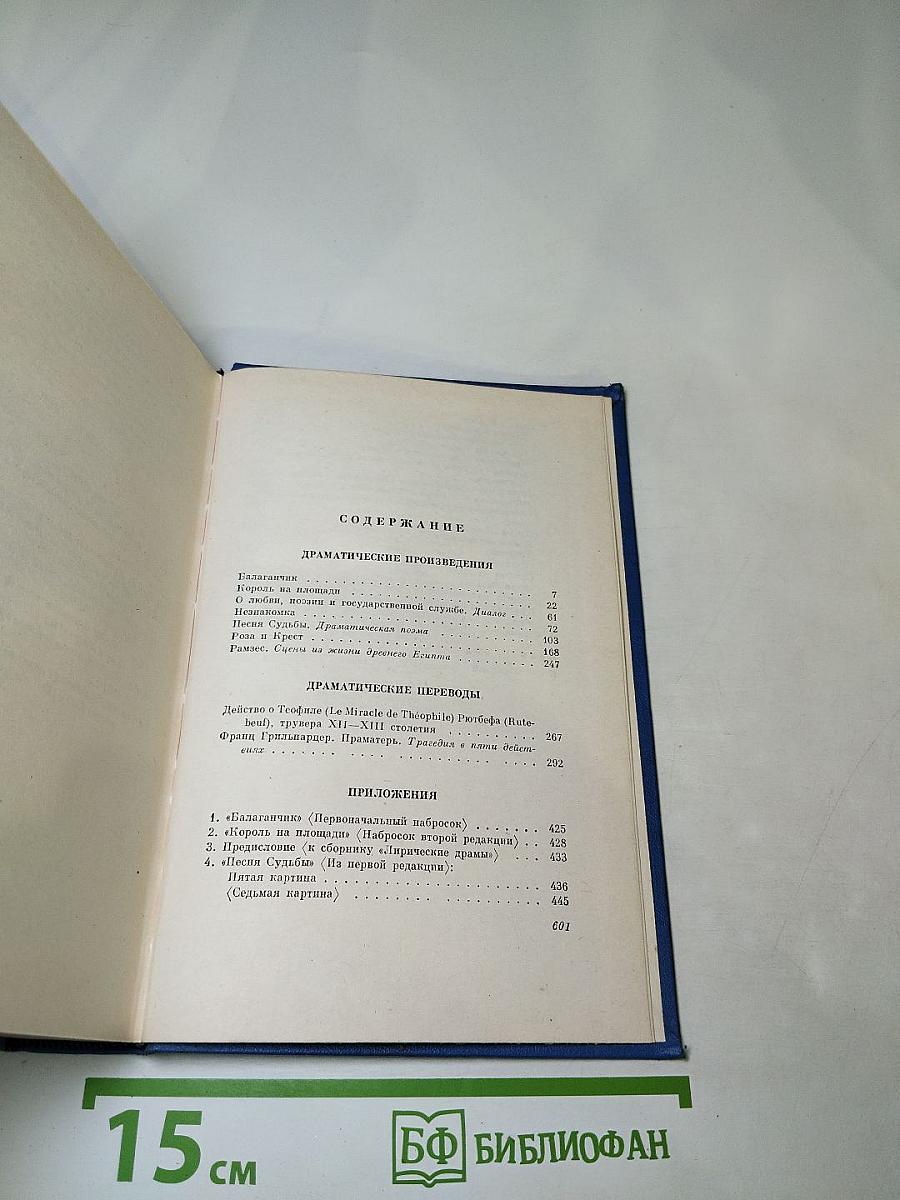 СОДЕРЖАНИЕ
ДРАМАТИЧЕСКИЕ ПРОИЗВЕДЕНИЯ
Балаганчик . . . . . . . . . . . . . . . . . . . . 7
Король на площади . . . . . . . . . . . . . . . . 22
О любви, поэзии и государственной службе. Диалог . . . 61
Незнакомка . . . . . . . . . . . . . . . . . . . . 72
Песня Судьбы. Драматическая поэма . . . . . . . . . 103
Роза и Крест . . . . . . . . . . . . . . . . . . . 168
Рамзес. Сцены из жизни древнего Египта . . . . . . . 247
ДРАМАТИЧЕСКИЕ ПЕРЕВОДЫ
Действо о Теофиле (Le Miracle de Théophile) Рютбефа (Rute-
beuf), трувера XII—XIII столетия . . . . . . . . 267
Франц Грильпарцер. Праматерь. Трагедия в пяти дейст-
виях . . . . . . . . . . . . . . . . . . 292
ПРИЛОЖЕНИЯ
1. «Балаганчик» ⟨Первоначальный набросок⟩ . . . . . . . 425
2. «Король на площади» ⟨Набросок второй редакции⟩ . . 428
3. Предисловие ⟨к сборнику «Лирические драмы»⟩ . . . 433
4. «Песня Судьбы» ⟨Из первой редакции⟩:
Пятая картина . . . . . . . . . . . . . . . . . . 436
⟨Седьмая картина⟩ . . . . . . . . . . . . . . . . 445
601
15 см
БФ БИБЛИОФАН